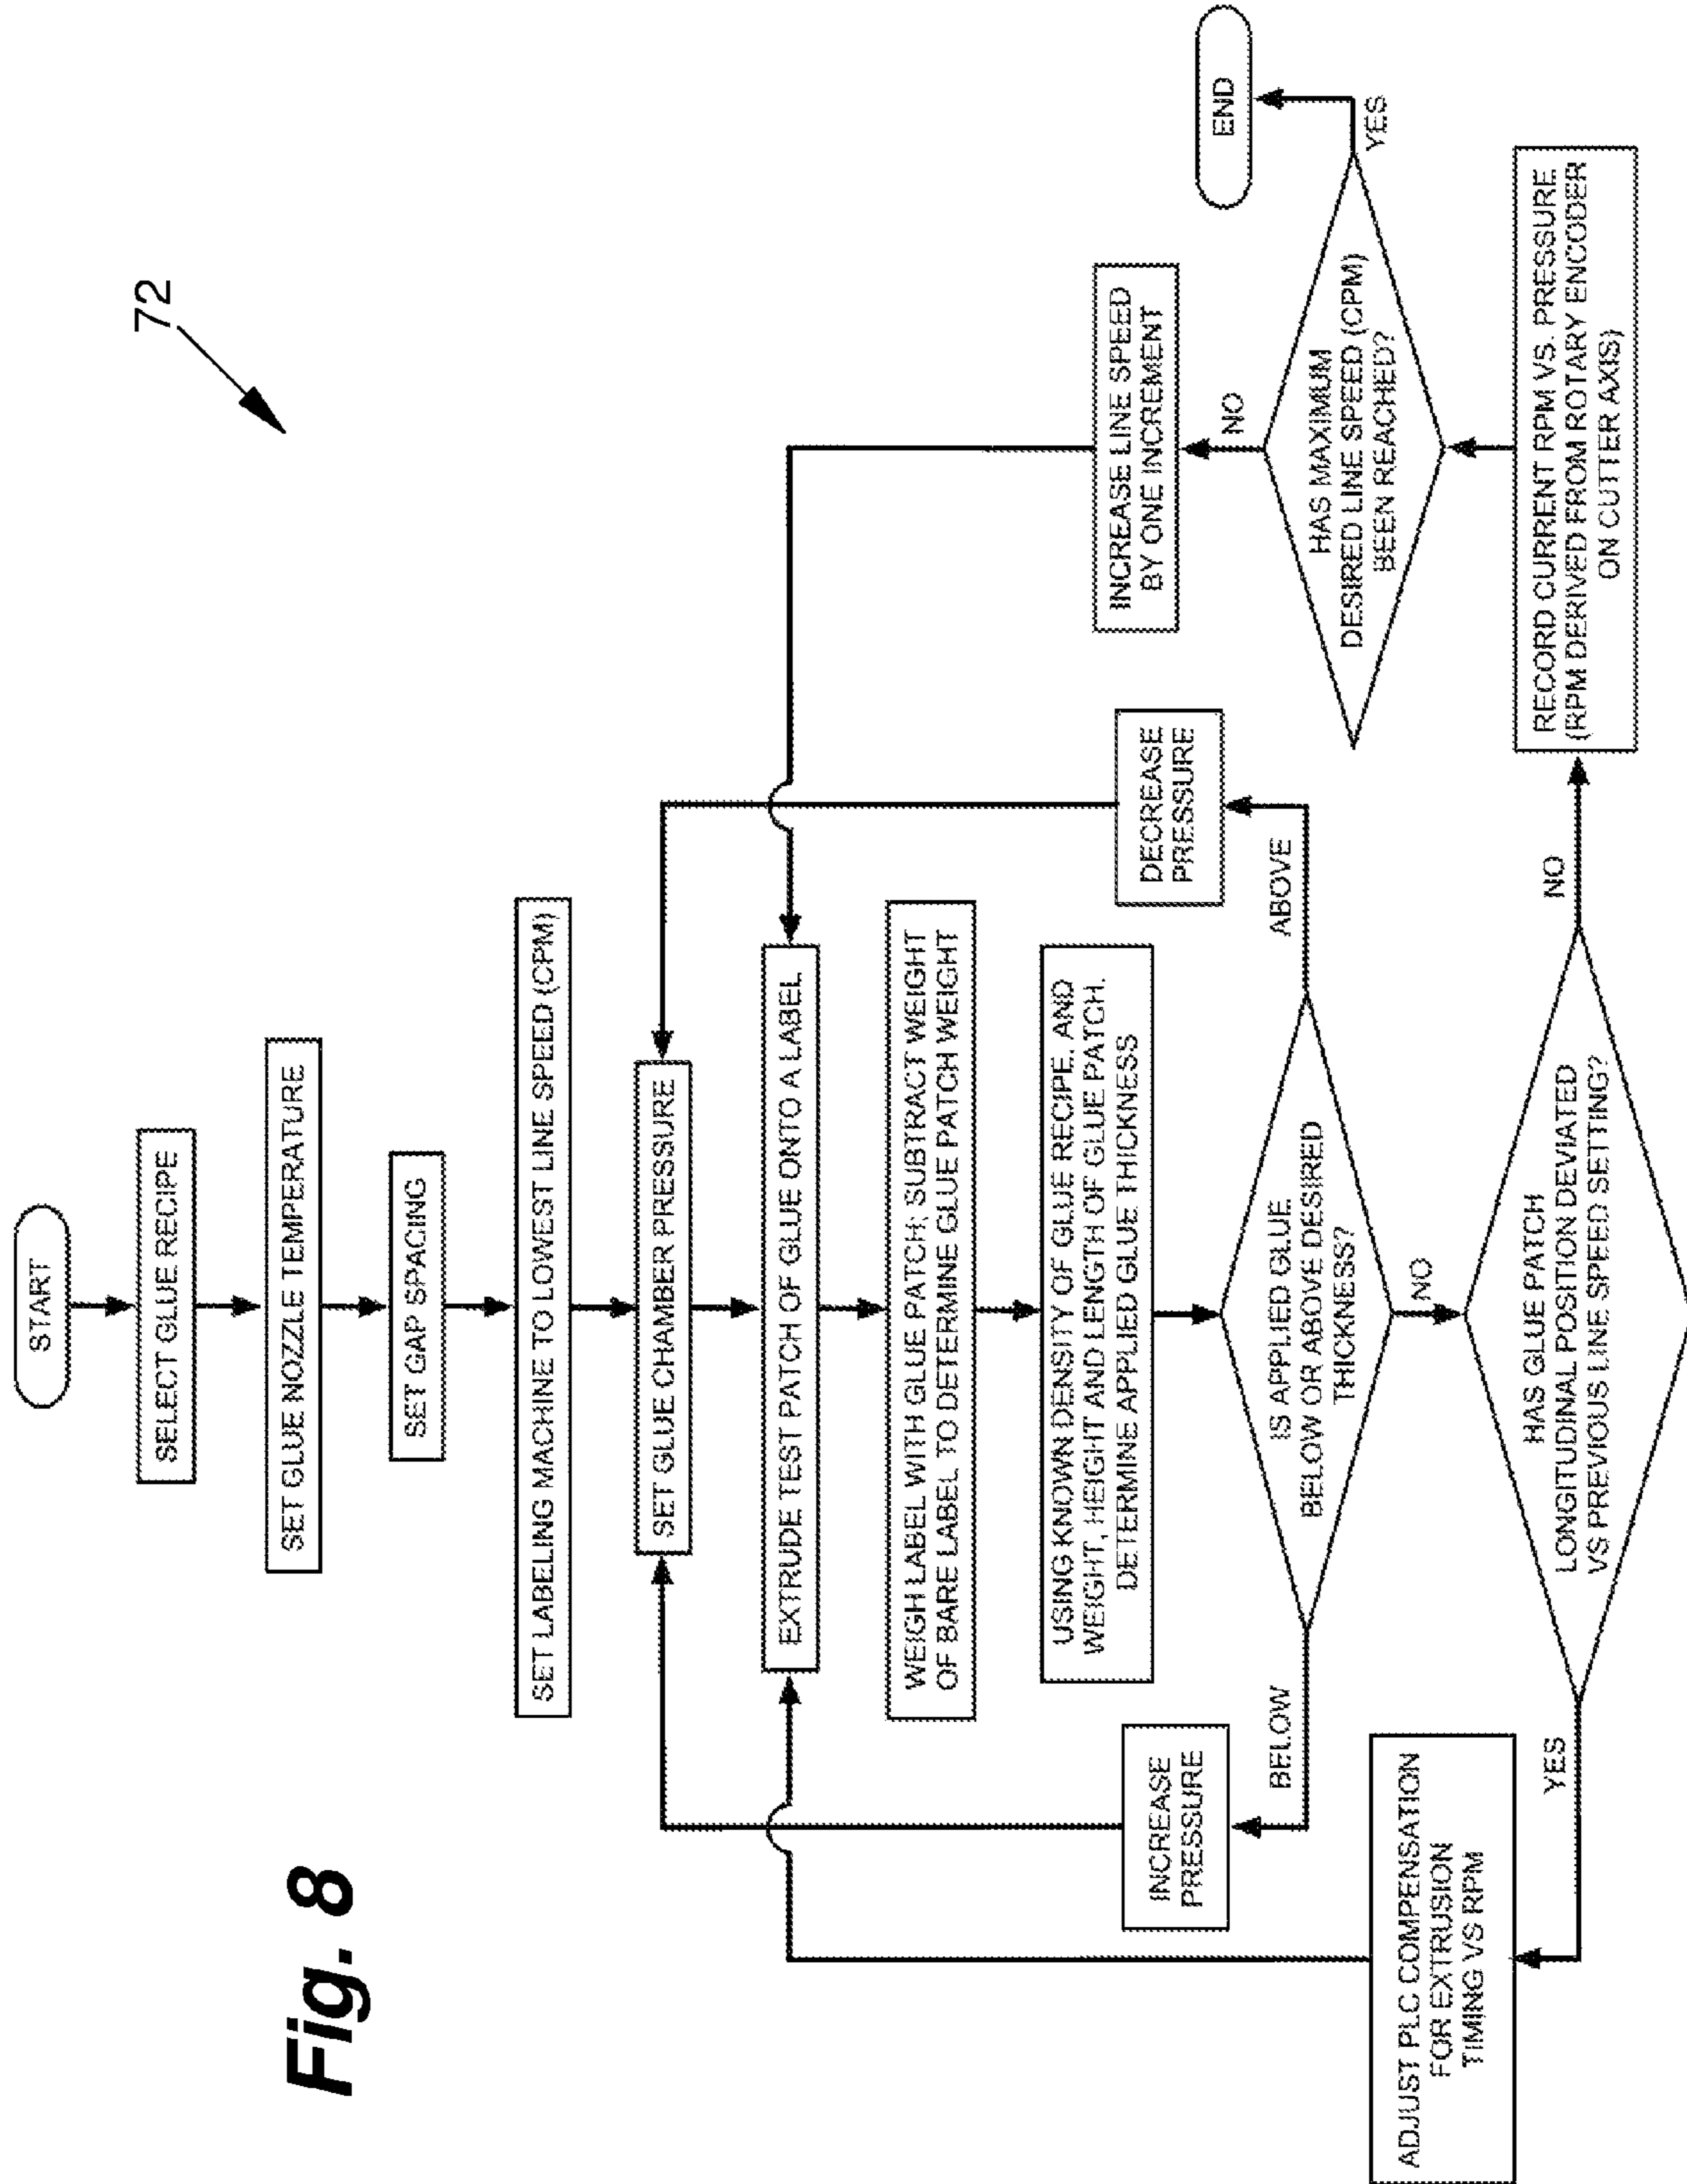 Fig. 8
72
START
SELECT GLUE RECIPE
SET GLUE NOZZLE TEMPERATURE
SET GAP SPACING
SET LABELING MACHINE TO LOWEST LINE SPEED (CPM)
SET GLUE CHAMBER PRESSURE
EXTRUDE TEST PATCH OF GLUE ONTO A LABEL
WEIGH LABEL WITH GLUE PATCH; SUBTRACT WEIGHT
OF BARE LABEL TO DETERMINE GLUE PATCH WEIGHT
USING KNOWN DENSITY OF GLUE RECIPE, AND
WEIGHT, HEIGHT AND LENGTH OF GLUE PATCH,
DETERMINE APPLIED GLUE THICKNESS
IS APPLIED GLUE
BELOW OR ABOVE DESIRED
THICKNESS?
BELOW
INCREASE
PRESSURE
ABOVE
DECREASE
PRESSURE
NO
HAS GLUE PATCH
LONGITUDINAL POSITION DEVIATED
VS PREVIOUS LINE SPEED SETTING?
YES
ADJUST PLC COMPENSATION
FOR EXTRUSION
TIMING VS RPM
NO
RECORD CURRENT RPM VS. PRESSURE
(RPM DERIVED FROM ROTARY ENCODER
ON CUTTER AXIS)
HAS MAXIMUM
DESIRED LINE SPEED (CPM)
BEEN REACHED?
NO
INCREASE LINE SPEED
BY ONE INCREMENT
YES
END